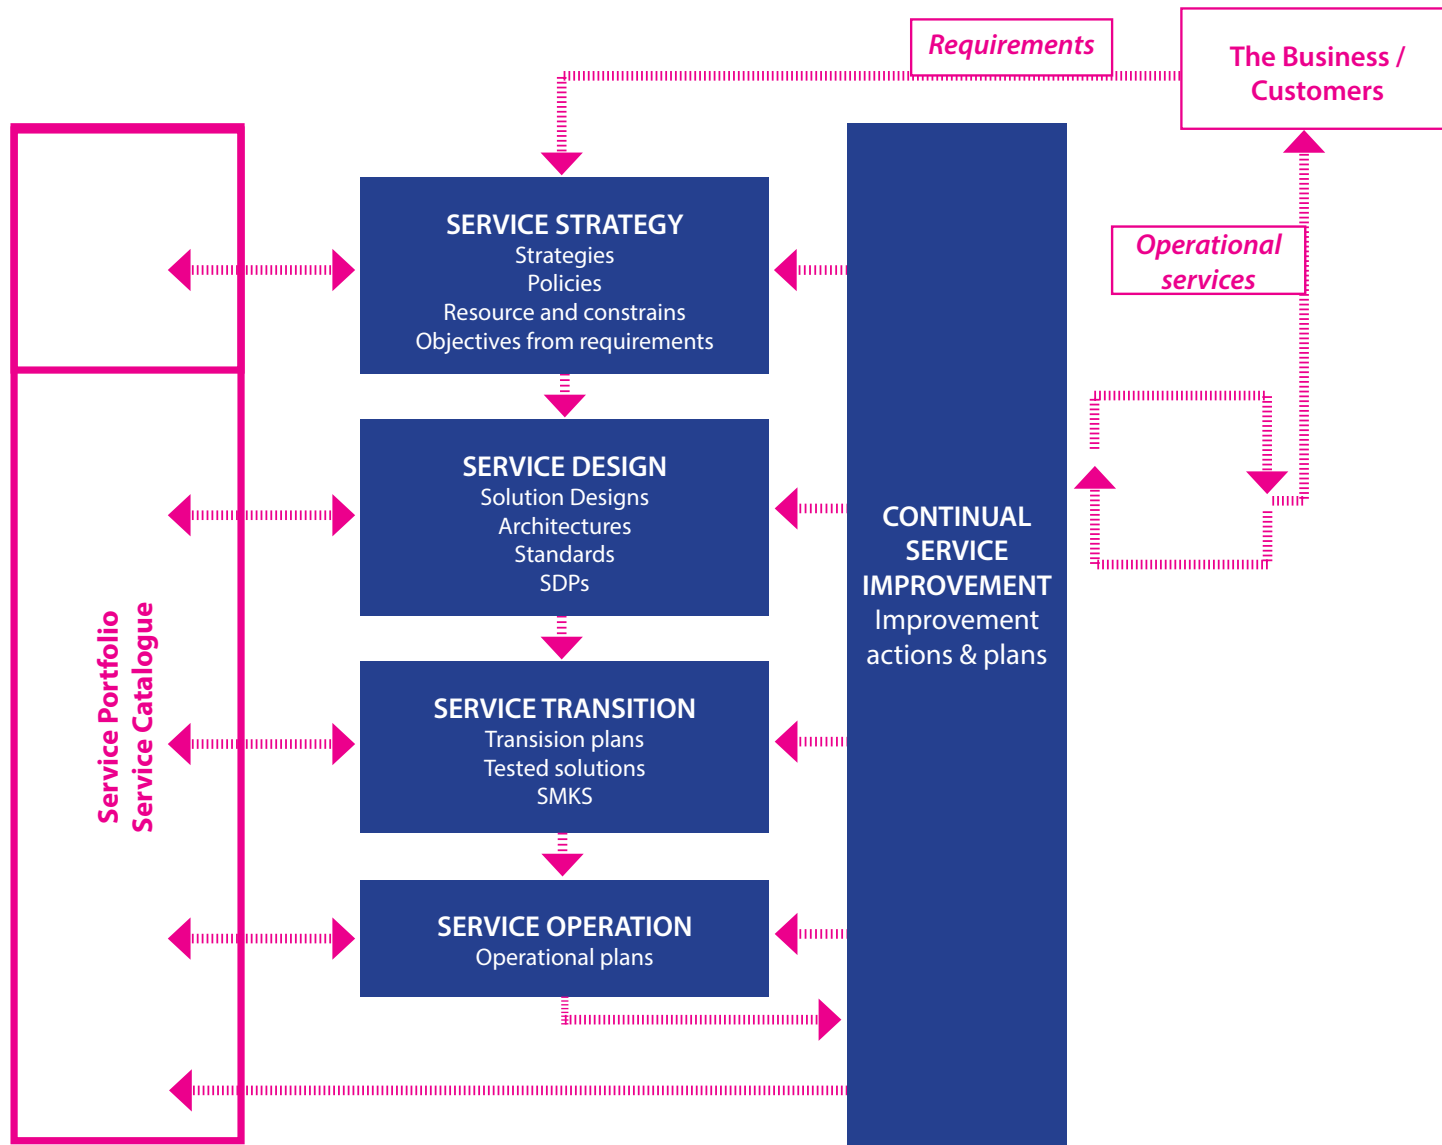 Requirements
The Business /
Customers
SERVICE STRATEGY
Strategies
Policies
Resource and constrains
Objectives from requirements
Operational
services
SERVICE DESIGN
Solution Designs
Architectures
Standards
SDPs
CONTINUAL
SERVICE
IMPROVEMENT
Improvement
actions & plans
Service Portfolio
Service Catalogue
SERVICE TRANSITION
Transision plans
Tested solutions
SMKS
SERVICE OPERATION
Operational plans